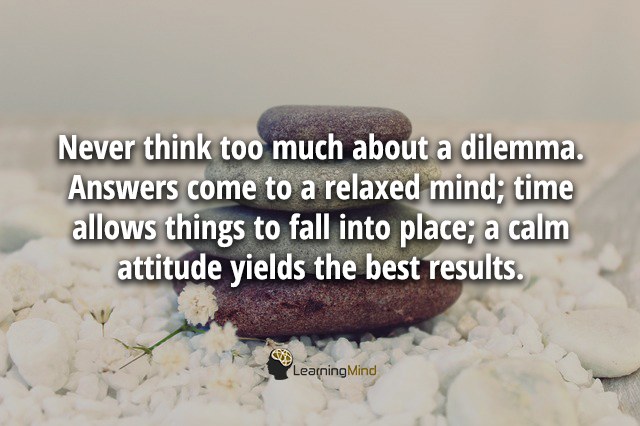 Never think too much about a dilemma.
Answers come to a relaxed mind; time
allows things to fall into place; a calm
attitude yields the best results.
LearningMind